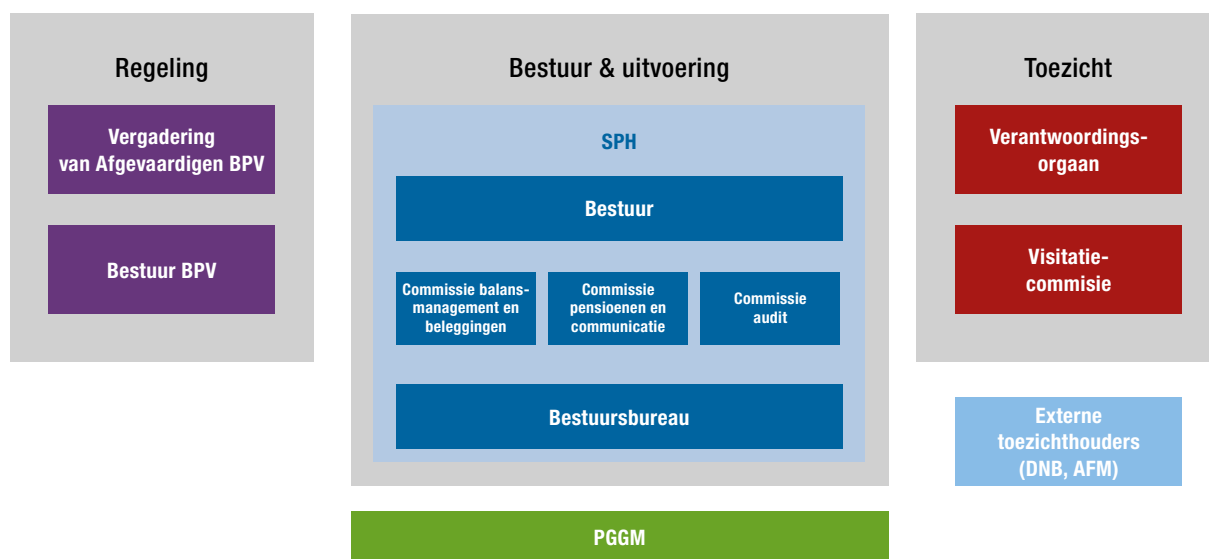 Regeling
Vergadering
van Afgevaardigen BPV
Bestuur BPV
Bestuur & uitvoering
SPH
Bestuur
Commissie balans-
management en
beleggingen
Commissie
pensioenen en
communicatie
Commissie
audit
Bestuursbureau
PGGM
Toezicht
Verantwoordings-
orgaan
Visitatie-
commisie
Externe
toezichthouders
(DNB, AFM)